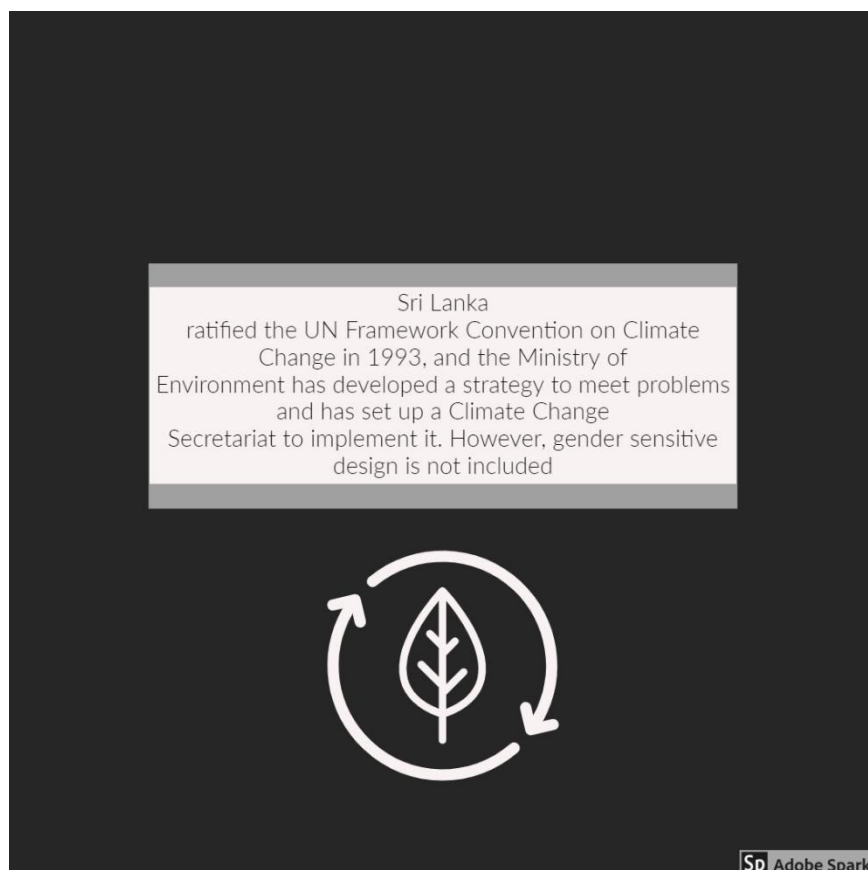 Sri Lanka
ratified the UN Framework Convention on Climate
Change in 1993, and the Ministry of
Environment has developed a strategy to meet problems
and has set up a Climate Change
Secretariat to implement it. However, gender sensitive
design is not included
Sp Adobe Spark